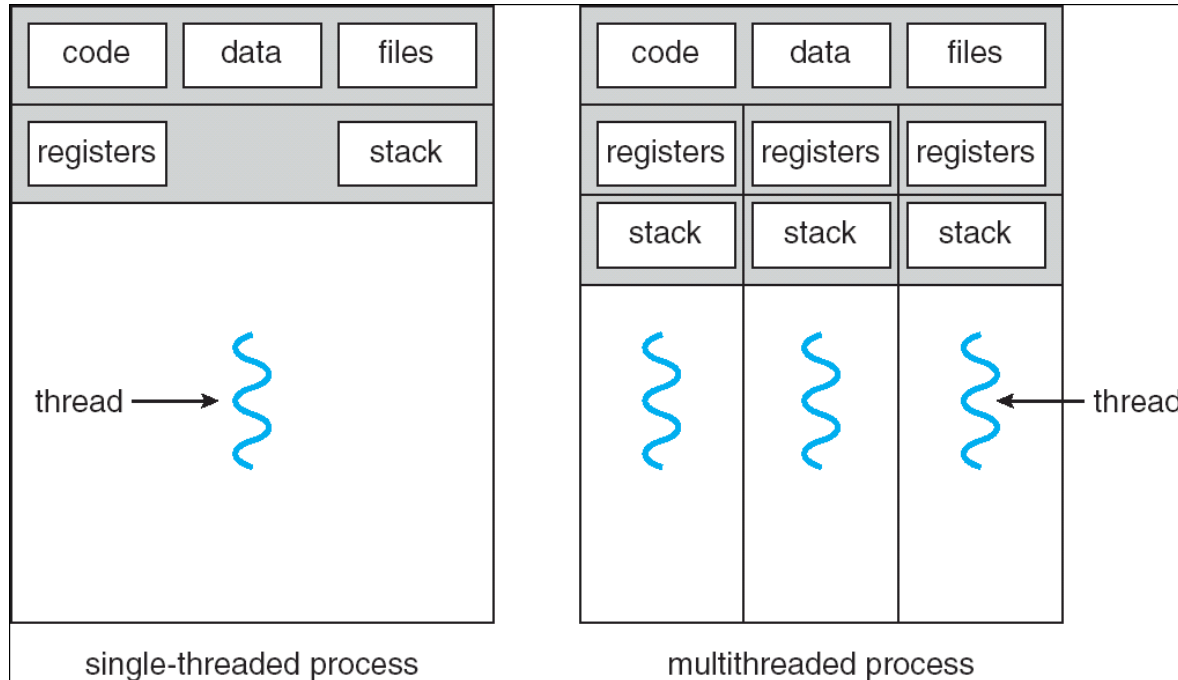 code data files
registers stack
thread
single-threaded process
code data files
registers registers registers
stack stack stack
thread
multithreaded process